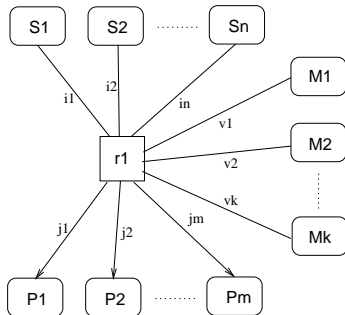 S1 S2 Sn
i1 i2 in
M1
v1
r1
M2
v2
vk
j1 j2 jm
Mk
P1 P2 Pm